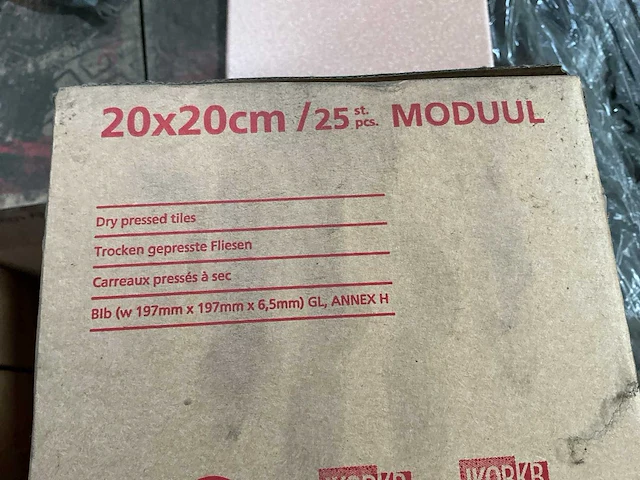 20x20cm / 25 st. pcs. MODUUL
Dry pressed tiles
Trocken gepresste Fliesen
Carreaux pressés à sec
BIb (w 197mm x 197mm x 6,5mm) GL, ANNEX H